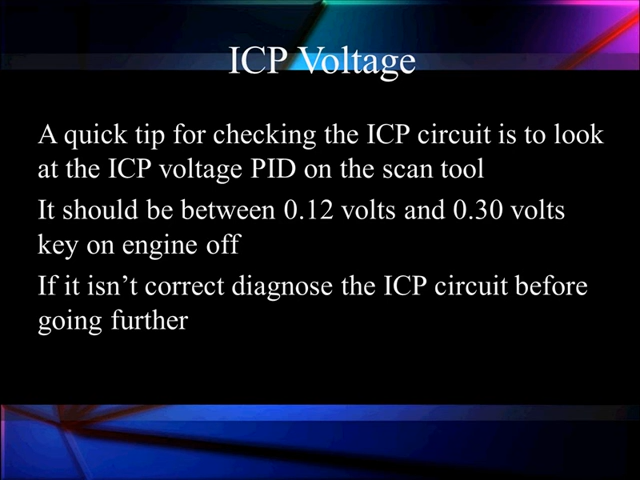 ICP Voltage
A quick tip for checking the ICP circuit is to look
at the ICP voltage PID on the scan tool
It should be between 0.12 volts and 0.30 volts
key on engine off
If it isn’t correct diagnose the ICP circuit before
going further